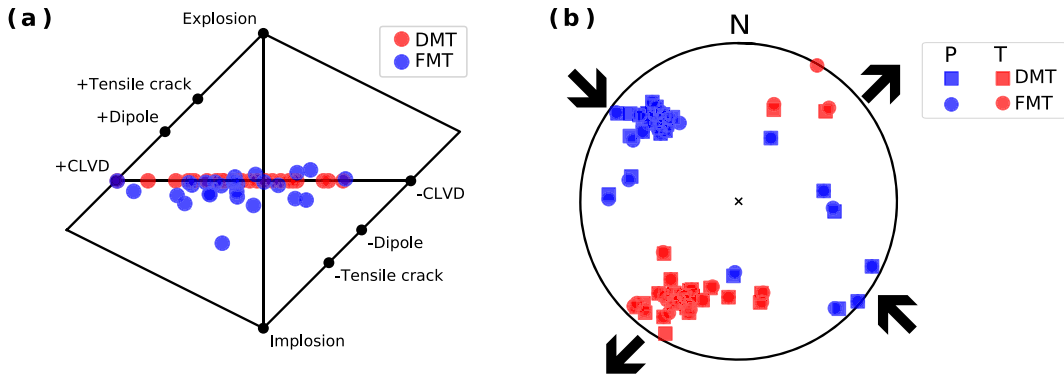 (a)
Explosion
DMT
FMT
+Tensile crack
+Dipole
+CLVD
-CLVD
-Dipole
-Tensile crack
Implosion
(b)
N
P T
DMT
FMT